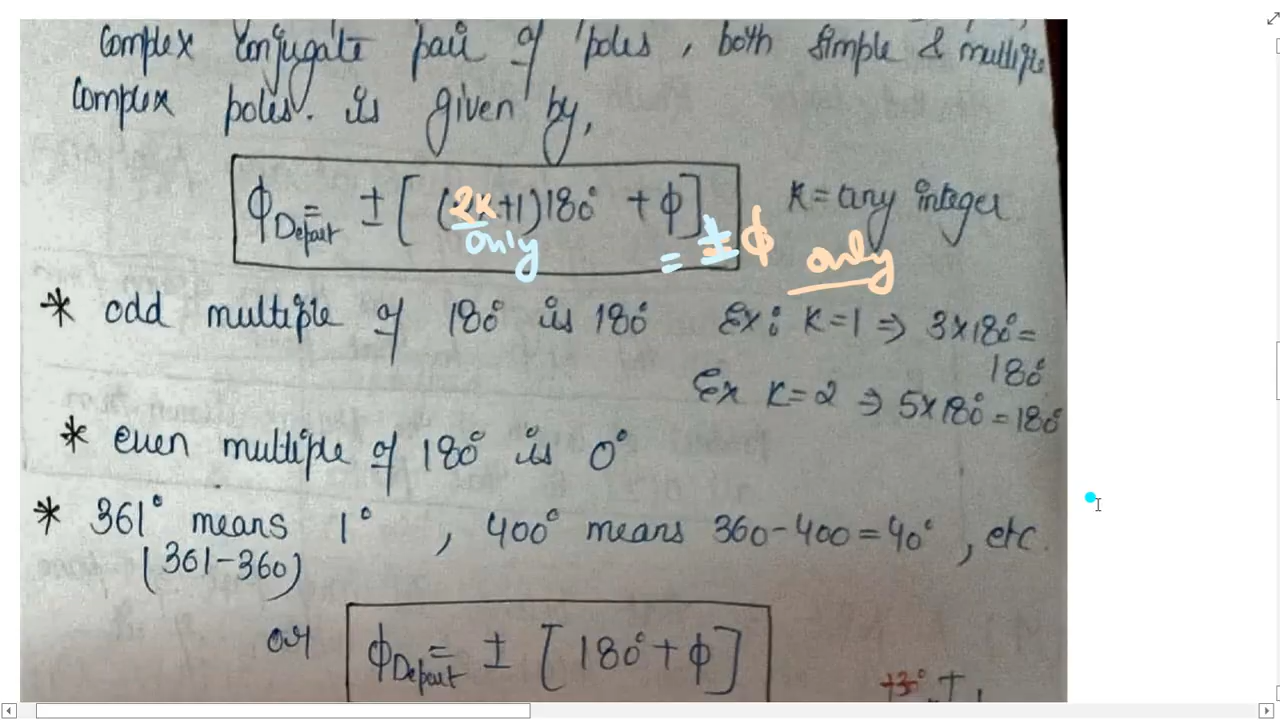 complex conjugate pair of poles, both simple & multiple
complex poles. is given by,
ϕDepart = ± [ (2K+1)180° + ϕ] K = any integer
only = ± ϕ only
* odd multiple of 180° is 180° Ex: K=1 ⇒ 3×180° =
180°
Ex K=2 ⇒ 5×180° = 180°
* even multiple of 180° is 0°
* 361° means 1° , 400° means 360-400 = 40° , etc.
(361-360)
or ϕDepart = ± [ 180° + ϕ ]